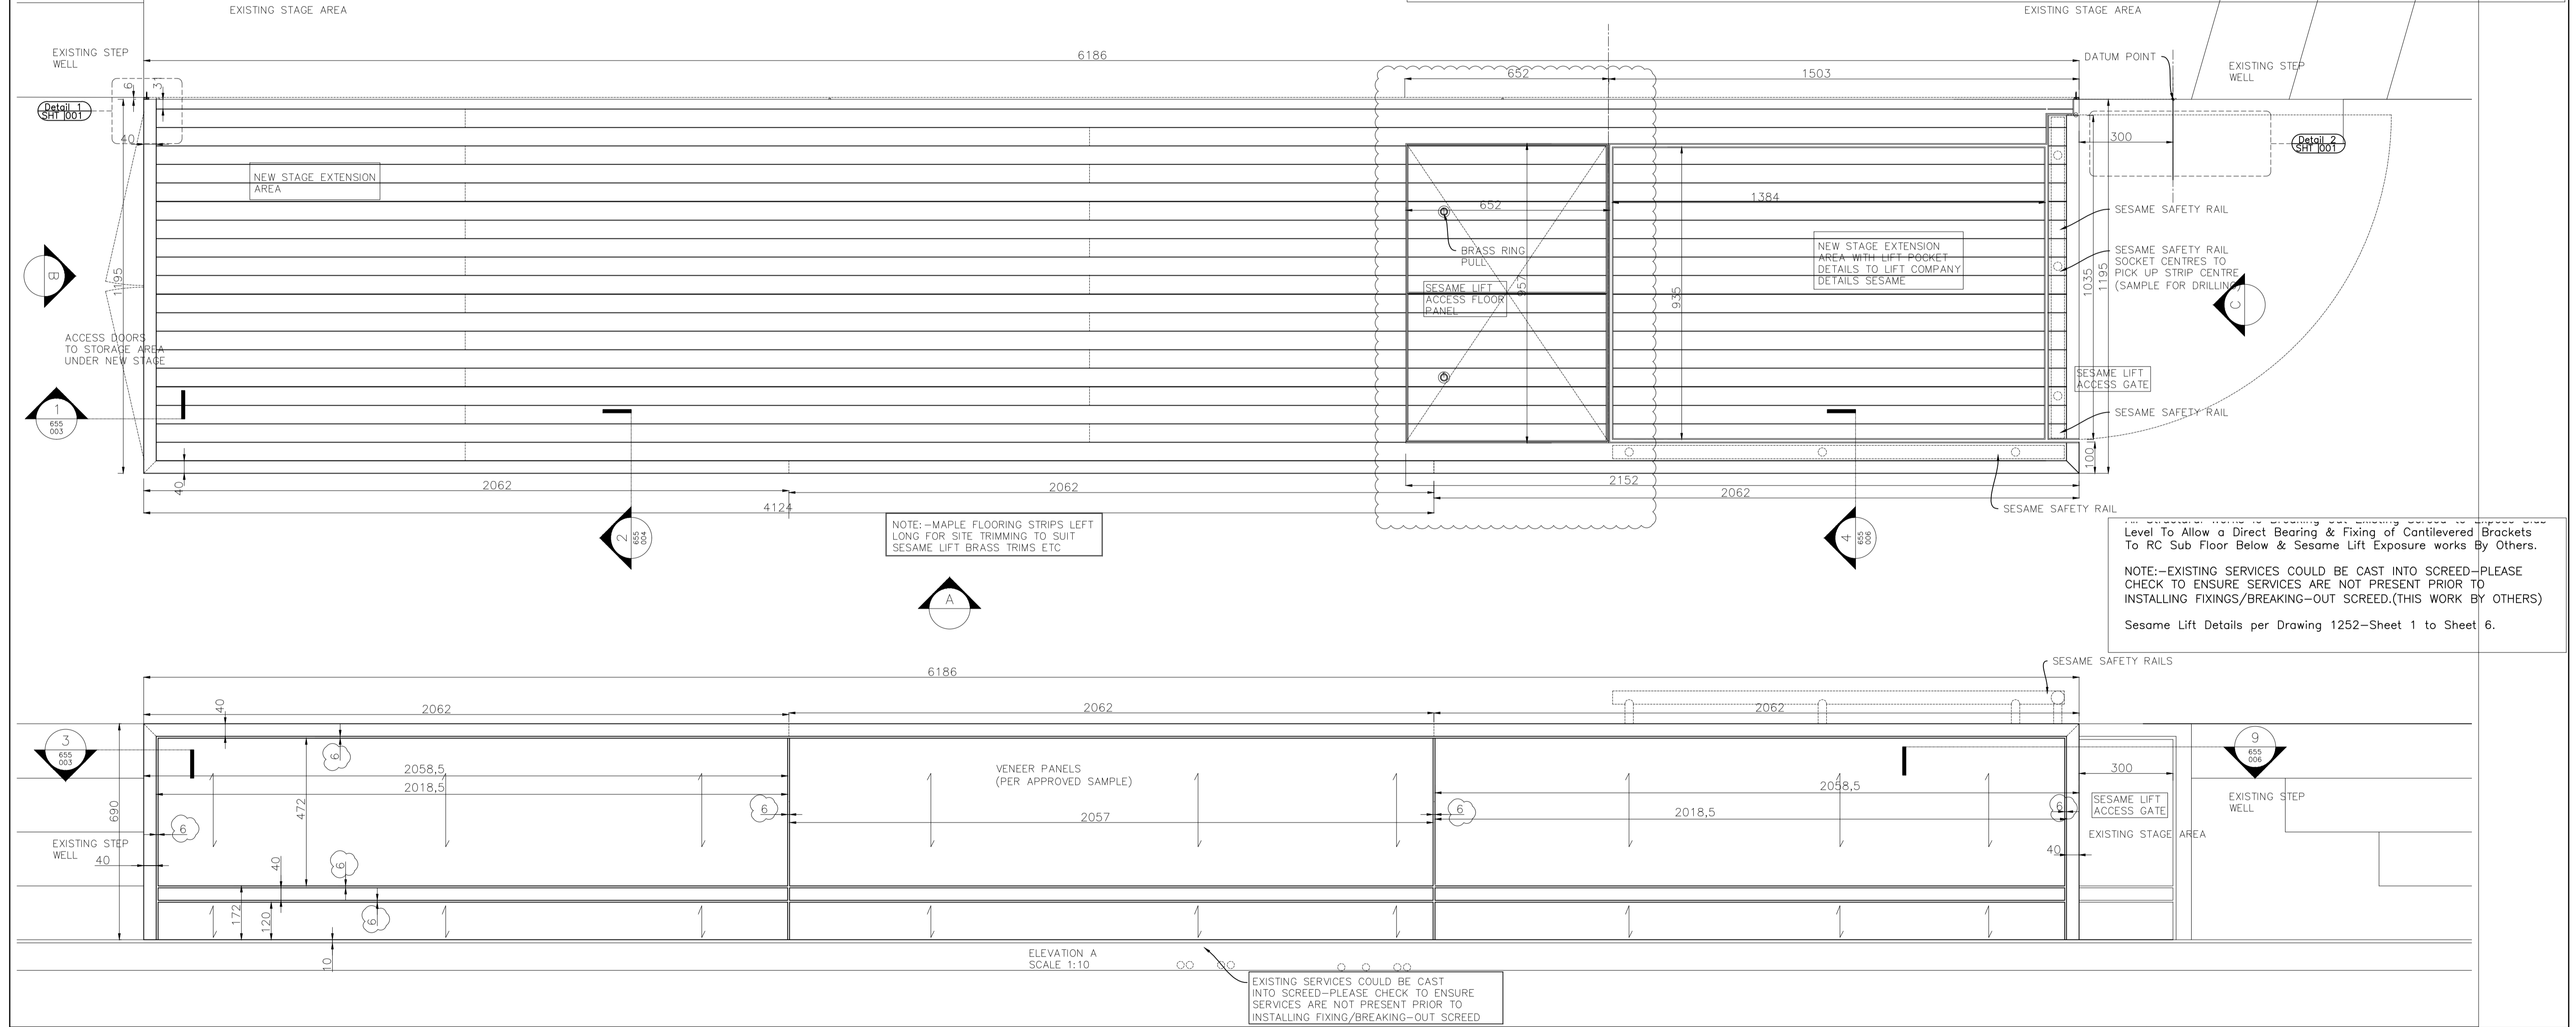 EXISTING STAGE AREA
EXISTING STAGE AREA
EXISTING STEP
WELL
6186
DATUM POINT
EXISTING STEP
WELL
652
1503
6
31
Detail 1
SHT 001
40
300
Detail 2
SHT 001
NEW STAGE EXTENSION
AREA
652
1384
SESAME SAFETY RAIL
BRASS RING
PULL
NEW STAGE EXTENSION
AREA WITH LIFT POCKET
DETAILS TO LIFT COMPANY
DETAILS SESAME
SESAME SAFETY RAIL
SOCKET CENTRES TO
PICK UP STRIP CENTRE
(SAMPLE FOR DRILLING)
B
1195
957
935
1035
1195
C
SESAME LIFT
ACCESS FLOOR
PANEL
ACCESS DOORS
TO STORAGE AREA
UNDER NEW STAGE
SESAME LIFT
ACCESS GATE
1
655
003
SESAME SAFETY RAIL
100
40
2062
2062
2152
2062
4124
SESAME SAFETY RAIL
2
655
004
NOTE:-MAPLE FLOORING STRIPS LEFT
LONG FOR SITE TRIMMING TO SUIT
SESAME LIFT BRASS TRIMS ETC
4
655
006
Level To Allow a Direct Bearing & Fixing of Cantilevered Brackets
To RC Sub Floor Below & Sesame Lift Exposure works By Others.
NOTE:-EXISTING SERVICES COULD BE CAST INTO SCREED-PLEASE
CHECK TO ENSURE SERVICES ARE NOT PRESENT PRIOR TO
INSTALLING FIXINGS/BREAKING-OUT SCREED.(THIS WORK BY OTHERS)
Sesame Lift Details per Drawing 1252-Sheet 1 to Sheet 6.
A
SESAME SAFETY RAILS
6186
2062
40
2062
2062
3
655
003
6
9
655
006
2058,5
2018,5
VENEER PANELS
(PER APPROVED SAMPLE)
2058,5
300
690
472
6
6
2057
6
2018,5
6
SESAME LIFT
ACCESS GATE
EXISTING STEP
WELL
EXISTING STEP
WELL
EXISTING STAGE AREA
40
40
6
40
172
120
6
10
ELEVATION A
SCALE 1:10
EXISTING SERVICES COULD BE CAST
INTO SCREED-PLEASE CHECK TO ENSURE
SERVICES ARE NOT PRESENT PRIOR TO
INSTALLING FIXING/BREAKING-OUT SCREED